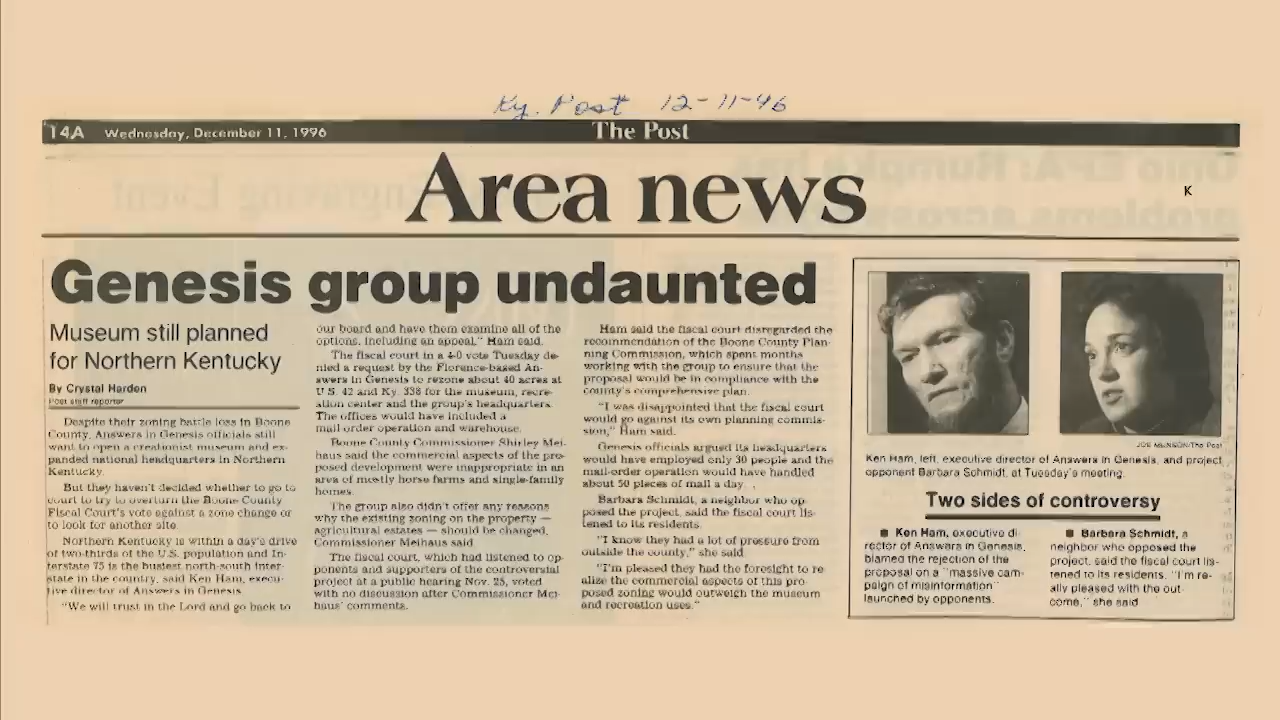 Ky. Post 12-11-96
14A Wednesday, December 11, 1996 The Post
Area news
K
Genesis group undaunted
Museum still planned
for Northern Kentucky
By Crystal Harden
Post staff reporter
Despite their zoning battle loss in Boone
County, Answers in Genesis officials still
want to open a creationist museum and ex-
panded national headquarters in Northern
Kentucky.
But they haven't decided whether to go to
court to try to overturn the Boone County
Fiscal Court's vote against a zone change or
to look for another site.
Northern Kentucky is within a day's drive
of two-thirds of the U.S. population and In-
terstate 75 is the busiest north-south inter-
state in the country, said Ken Ham, execu-
tive director of Answers in Genesis.
"We will trust in the Lord and go back to
our board and have them examine all of the
options, including an appeal," Ham said.
The fiscal court in a 4-0 vote Tuesday de-
nied a request by the Florence-based An-
swers in Genesis to rezone about 40 acres at
U.S. 42 and Ky. 338 for the museum, recre-
ation center and the group's headquarters.
The offices would have included a
mail order operation and warehouse.
Boone County Commissioner Shirley Mei-
haus said the commercial aspects of the pro-
posed development were inappropriate in an
area of mostly horse farms and single-family
homes.
The group also didn't offer any reasons
why the existing zoning on the property —
agricultural estates — should be changed,
Commissioner Meihaus said.
The fiscal court, which had listened to op-
ponents and supporters of the controversial
project at a public hearing Nov. 25, voted
with no discussion after Commissioner Mei-
haus' comments.
Ham said the fiscal court disregarded the
recommendation of the Boone County Plan-
ning Commission, which spent months
working with the group to ensure that the
proposal would be in compliance with the
county's comprehensive plan.
"I was disappointed that the fiscal court
would go against its own planning commis-
sion," Ham said.
Genesis officials argued its headquarters
would have employed only 30 people and the
mail-order operation would have handled
about 50 pieces of mail a day.
Barbara Schmidt, a neighbor who op-
posed the project, said the fiscal court lis-
tened to its residents.
"I know they had a lot of pressure from
outside the county," she said.
"I'm pleased they had the foresight to re
alize the commercial aspects of this pro-
posed zoning would outweigh the museum
and recreation uses."
JOE MUNSON/The Post
Ken Ham, left, executive director of Answers in Genesis, and project
opponent Barbara Schmidt, at Tuesday's meeting.
Two sides of controversy
■ Ken Ham, executive di-
rector of Answers in Genesis,
blamed the rejection of the
proposal on a "massive cam-
paign of misinformation"
launched by opponents.
■ Barbara Schmidt, a
neighbor who opposed the
project, said the fiscal court lis-
tened to its residents. "I'm re-
ally pleased with the out-
come," she said